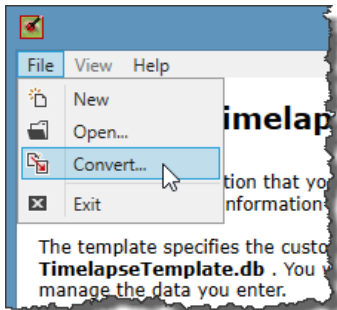 File View Help
New
Open...
Convert...
Exit
imelap
tion that yo
nformation
The template specifies the custo
TimelapseTemplate.db . You
manage the data you enter.